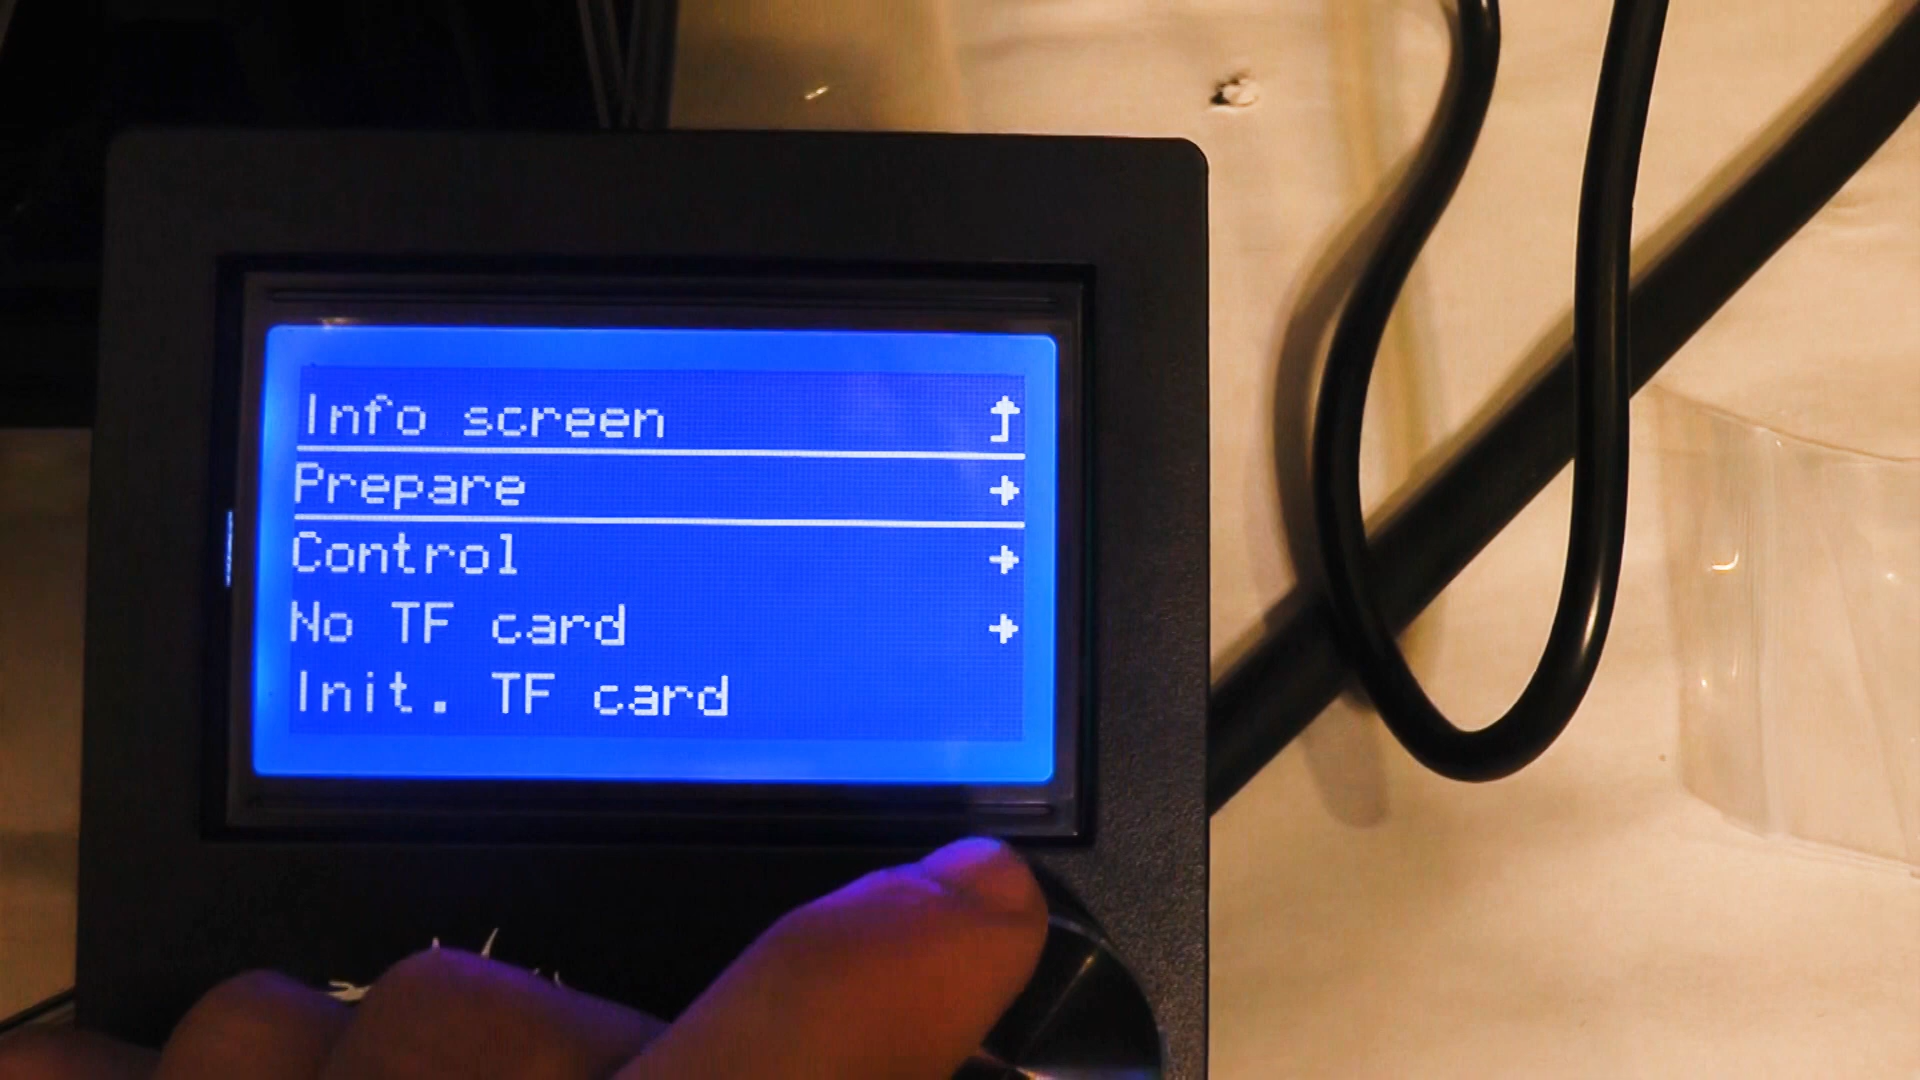 Info screen
Prepare
Control
No TF card
Init. TF card